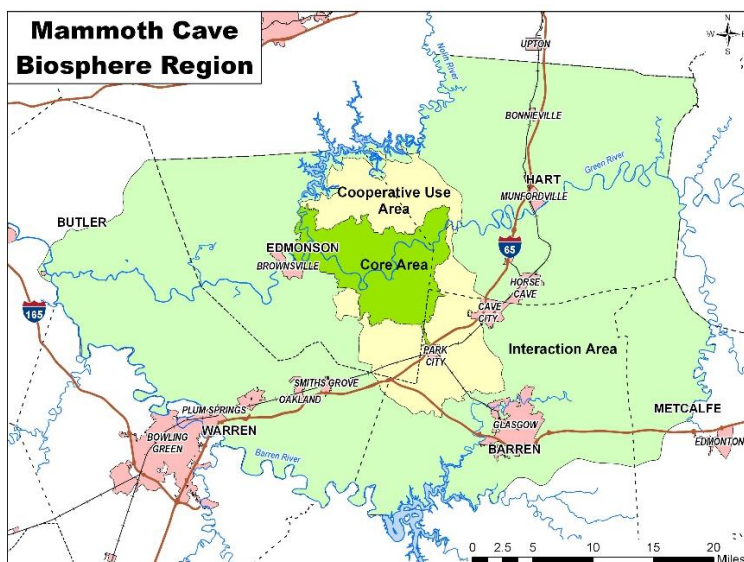 Mammoth Cave
Biosphere Region
N
W
E
S
UPTON
Nolin River
BONNIEVILLE
Green River
HART
MUNFORDVILLE
Cooperative Use
Area
BUTLER
EDMONSON
BROWNSVILLE
Core Area
65
HORSE
CAVE
CAVE
CITY
165
PARK
CITY
Interaction Area
SMITHS GROVE
OAKLAND
PLUM SPRINGS
WARREN
BOWLING
GREEN
Barren River
GLASGOW
BARREN
METCALFE
EDMONTON
0 2.5 5 10 15 20
Miles